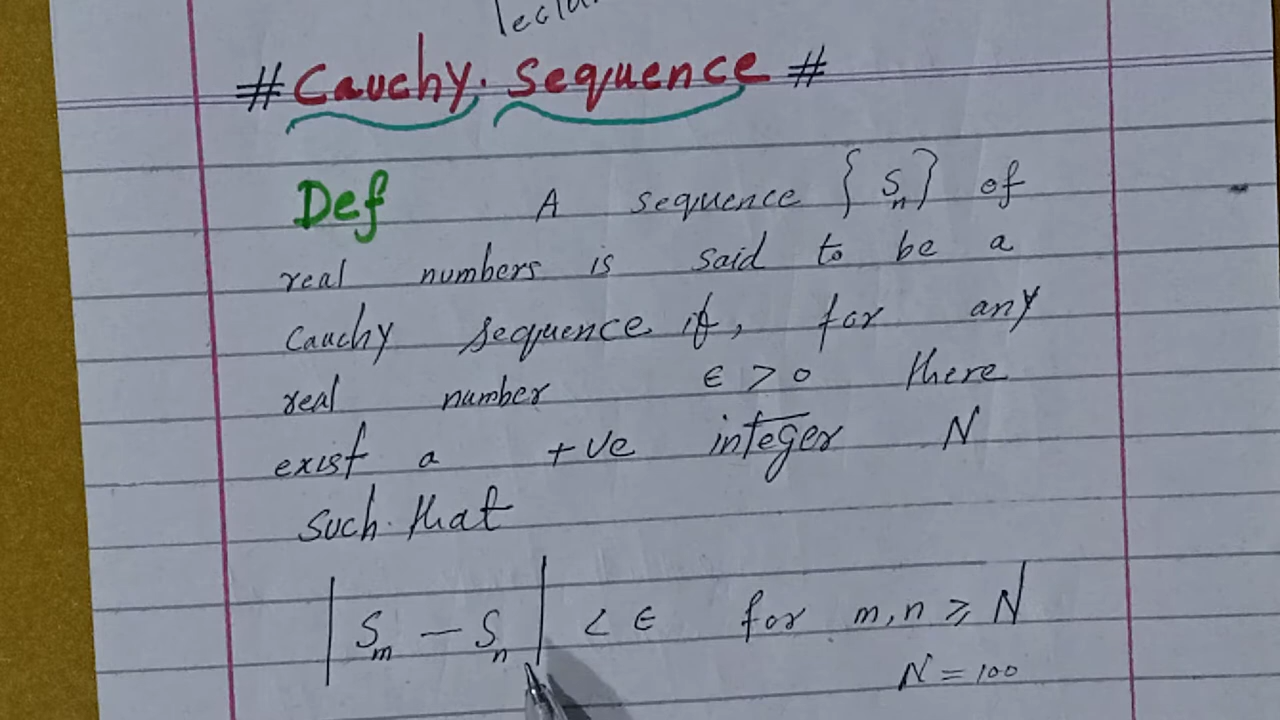 # Cauchy. Sequence #
Def A sequence { Sn } of
real numbers is said to be a
Cauchy sequence if, for any
real number ϵ > 0 there
exist a +ve integer N
such. that
| Sm - Sn | < ϵ for m, n ≥ N
N = 100